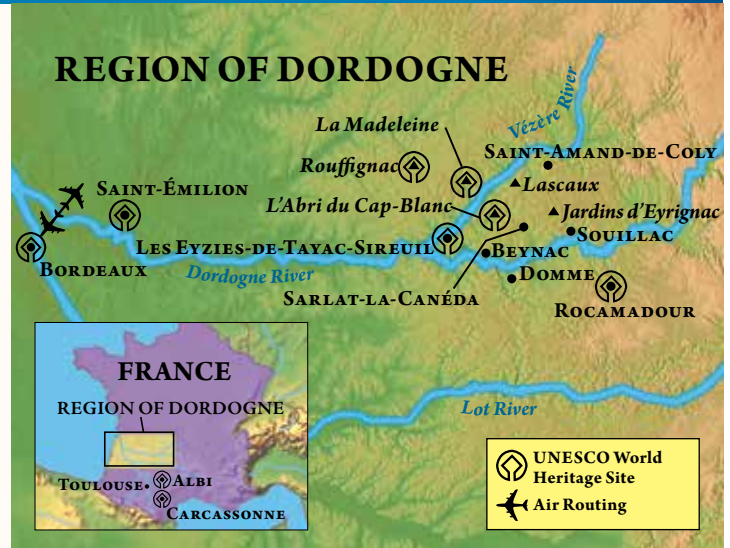 REGION OF DORDOGNE
Vézère River
La Madeleine
Rouffignac
SAINT-AMAND-DE-COLY
Lascaux
SAINT-ÉMILION
L'Abri du Cap-Blanc
Jardins d'Eyrignac
LES EYZIES-DE-TAYAC-SIREUIL
SOUILLAC
BEYNAC
BORDEAUX
Dordogne River
DOMME
SARLAT-LA-CANÉDA
ROCAMADOUR
FRANCE
REGION OF DORDOGNE
TOULOUSE
ALBI
CARCASSONNE
Lot River
UNESCO World
Heritage Site
Air Routing